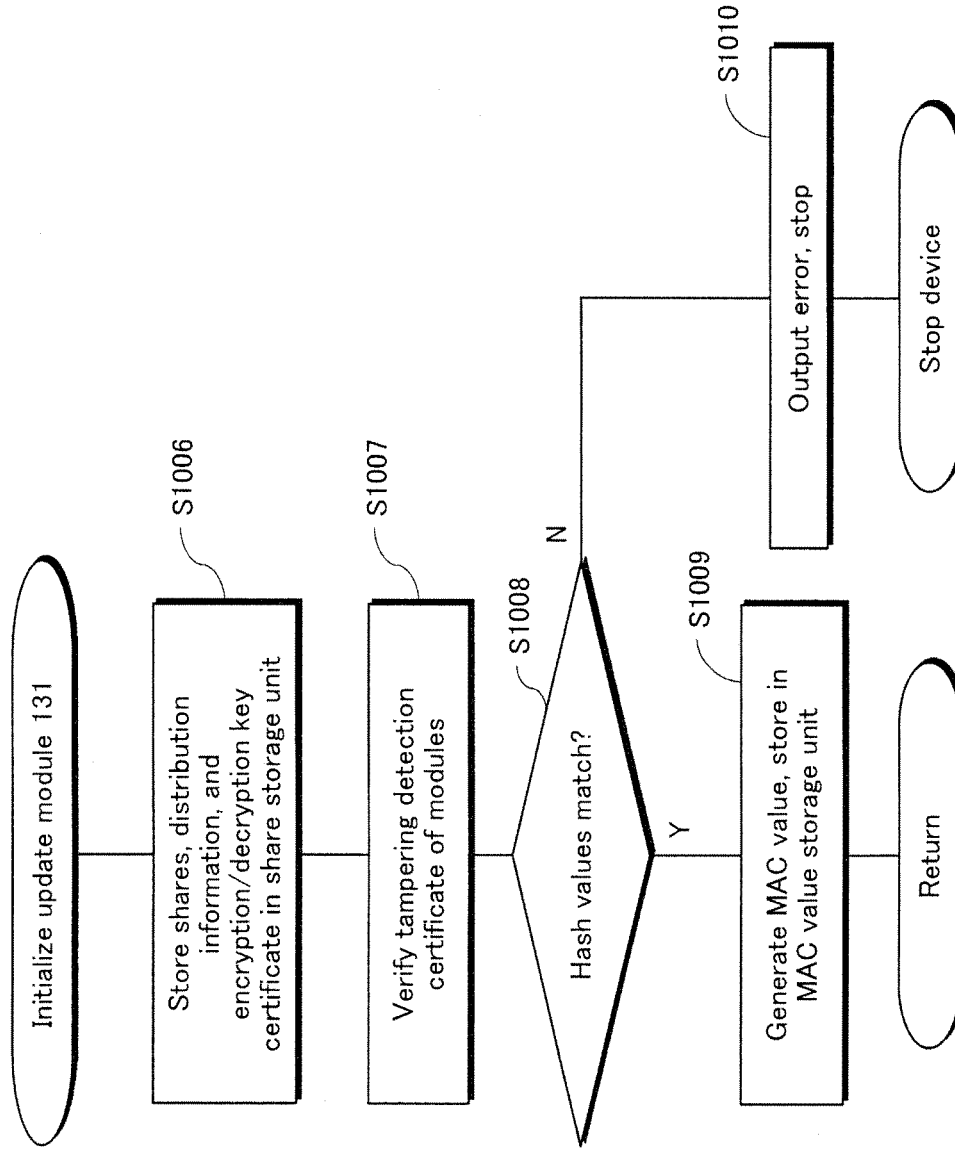 Initialize update module 131
S1006
Store shares, distribution
information, and
encryption/decryption key
certificate in share storage unit
S1007
Verify tampering detection
certificate of modules
S1008
Hash values match?
N
Y
S1009
Generate MAC value, store in
MAC value storage unit
Return
S1010
Output error, stop
Stop device